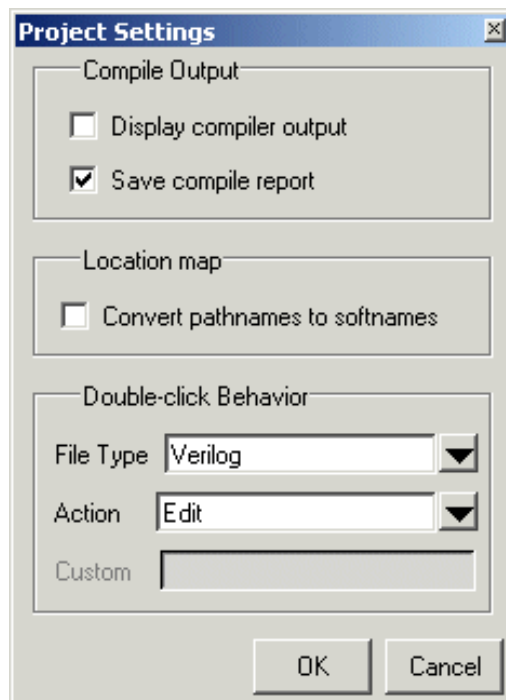 Project Settings
Compile Output
Display compiler output
Save compile report
Location map
Convert pathnames to softnames
Double-click Behavior
File Type Verilog
Action Edit
Custom
OK Cancel